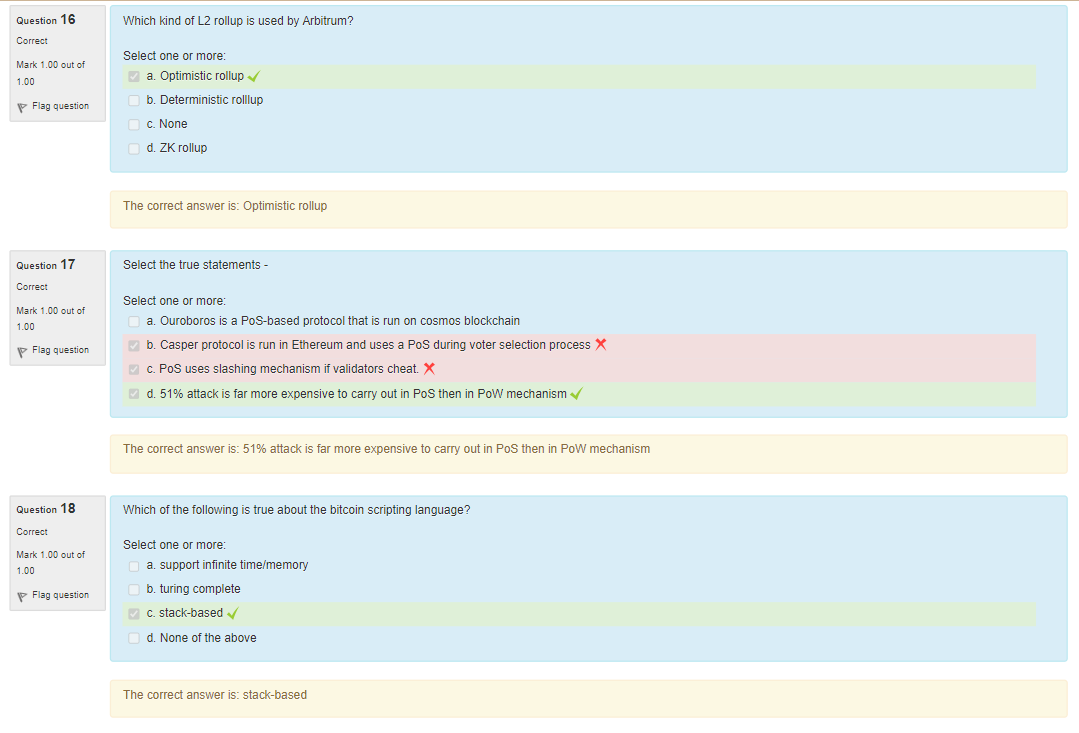 Question 16
Correct
Mark 1.00 out of
1.00
Flag question
Which kind of L2 rollup is used by Arbitrum?
Select one or more:
a. Optimistic rollup
b. Deterministic rolllup
c. None
d. ZK rollup
The correct answer is: Optimistic rollup
Question 17
Correct
Mark 1.00 out of
1.00
Flag question
Select the true statements -
Select one or more:
a. Ouroboros is a PoS-based protocol that is run on cosmos blockchain
b. Casper protocol is run in Ethereum and uses a PoS during voter selection process
c. PoS uses slashing mechanism if validators cheat.
d. 51% attack is far more expensive to carry out in PoS then in PoW mechanism
The correct answer is: 51% attack is far more expensive to carry out in PoS then in PoW mechanism
Question 18
Correct
Mark 1.00 out of
1.00
Flag question
Which of the following is true about the bitcoin scripting language?
Select one or more:
a. support infinite time/memory
b. turing complete
c. stack-based
d. None of the above
The correct answer is: stack-based